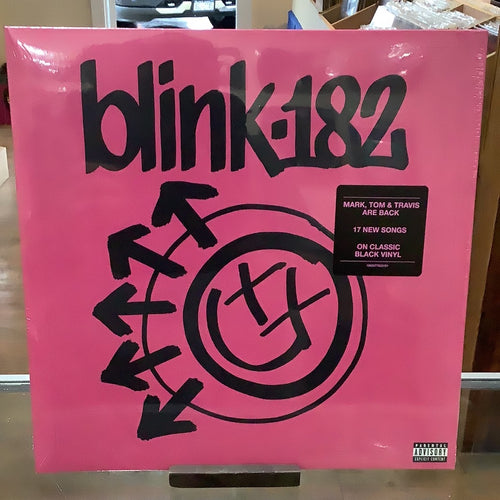 blink-182
MARK, TOM & TRAVIS
ARE BACK
17 NEW SONGS
ON CLASSIC
BLACK VINYL
PARENTAL
ADVISORY
EXPLICIT CONTENT